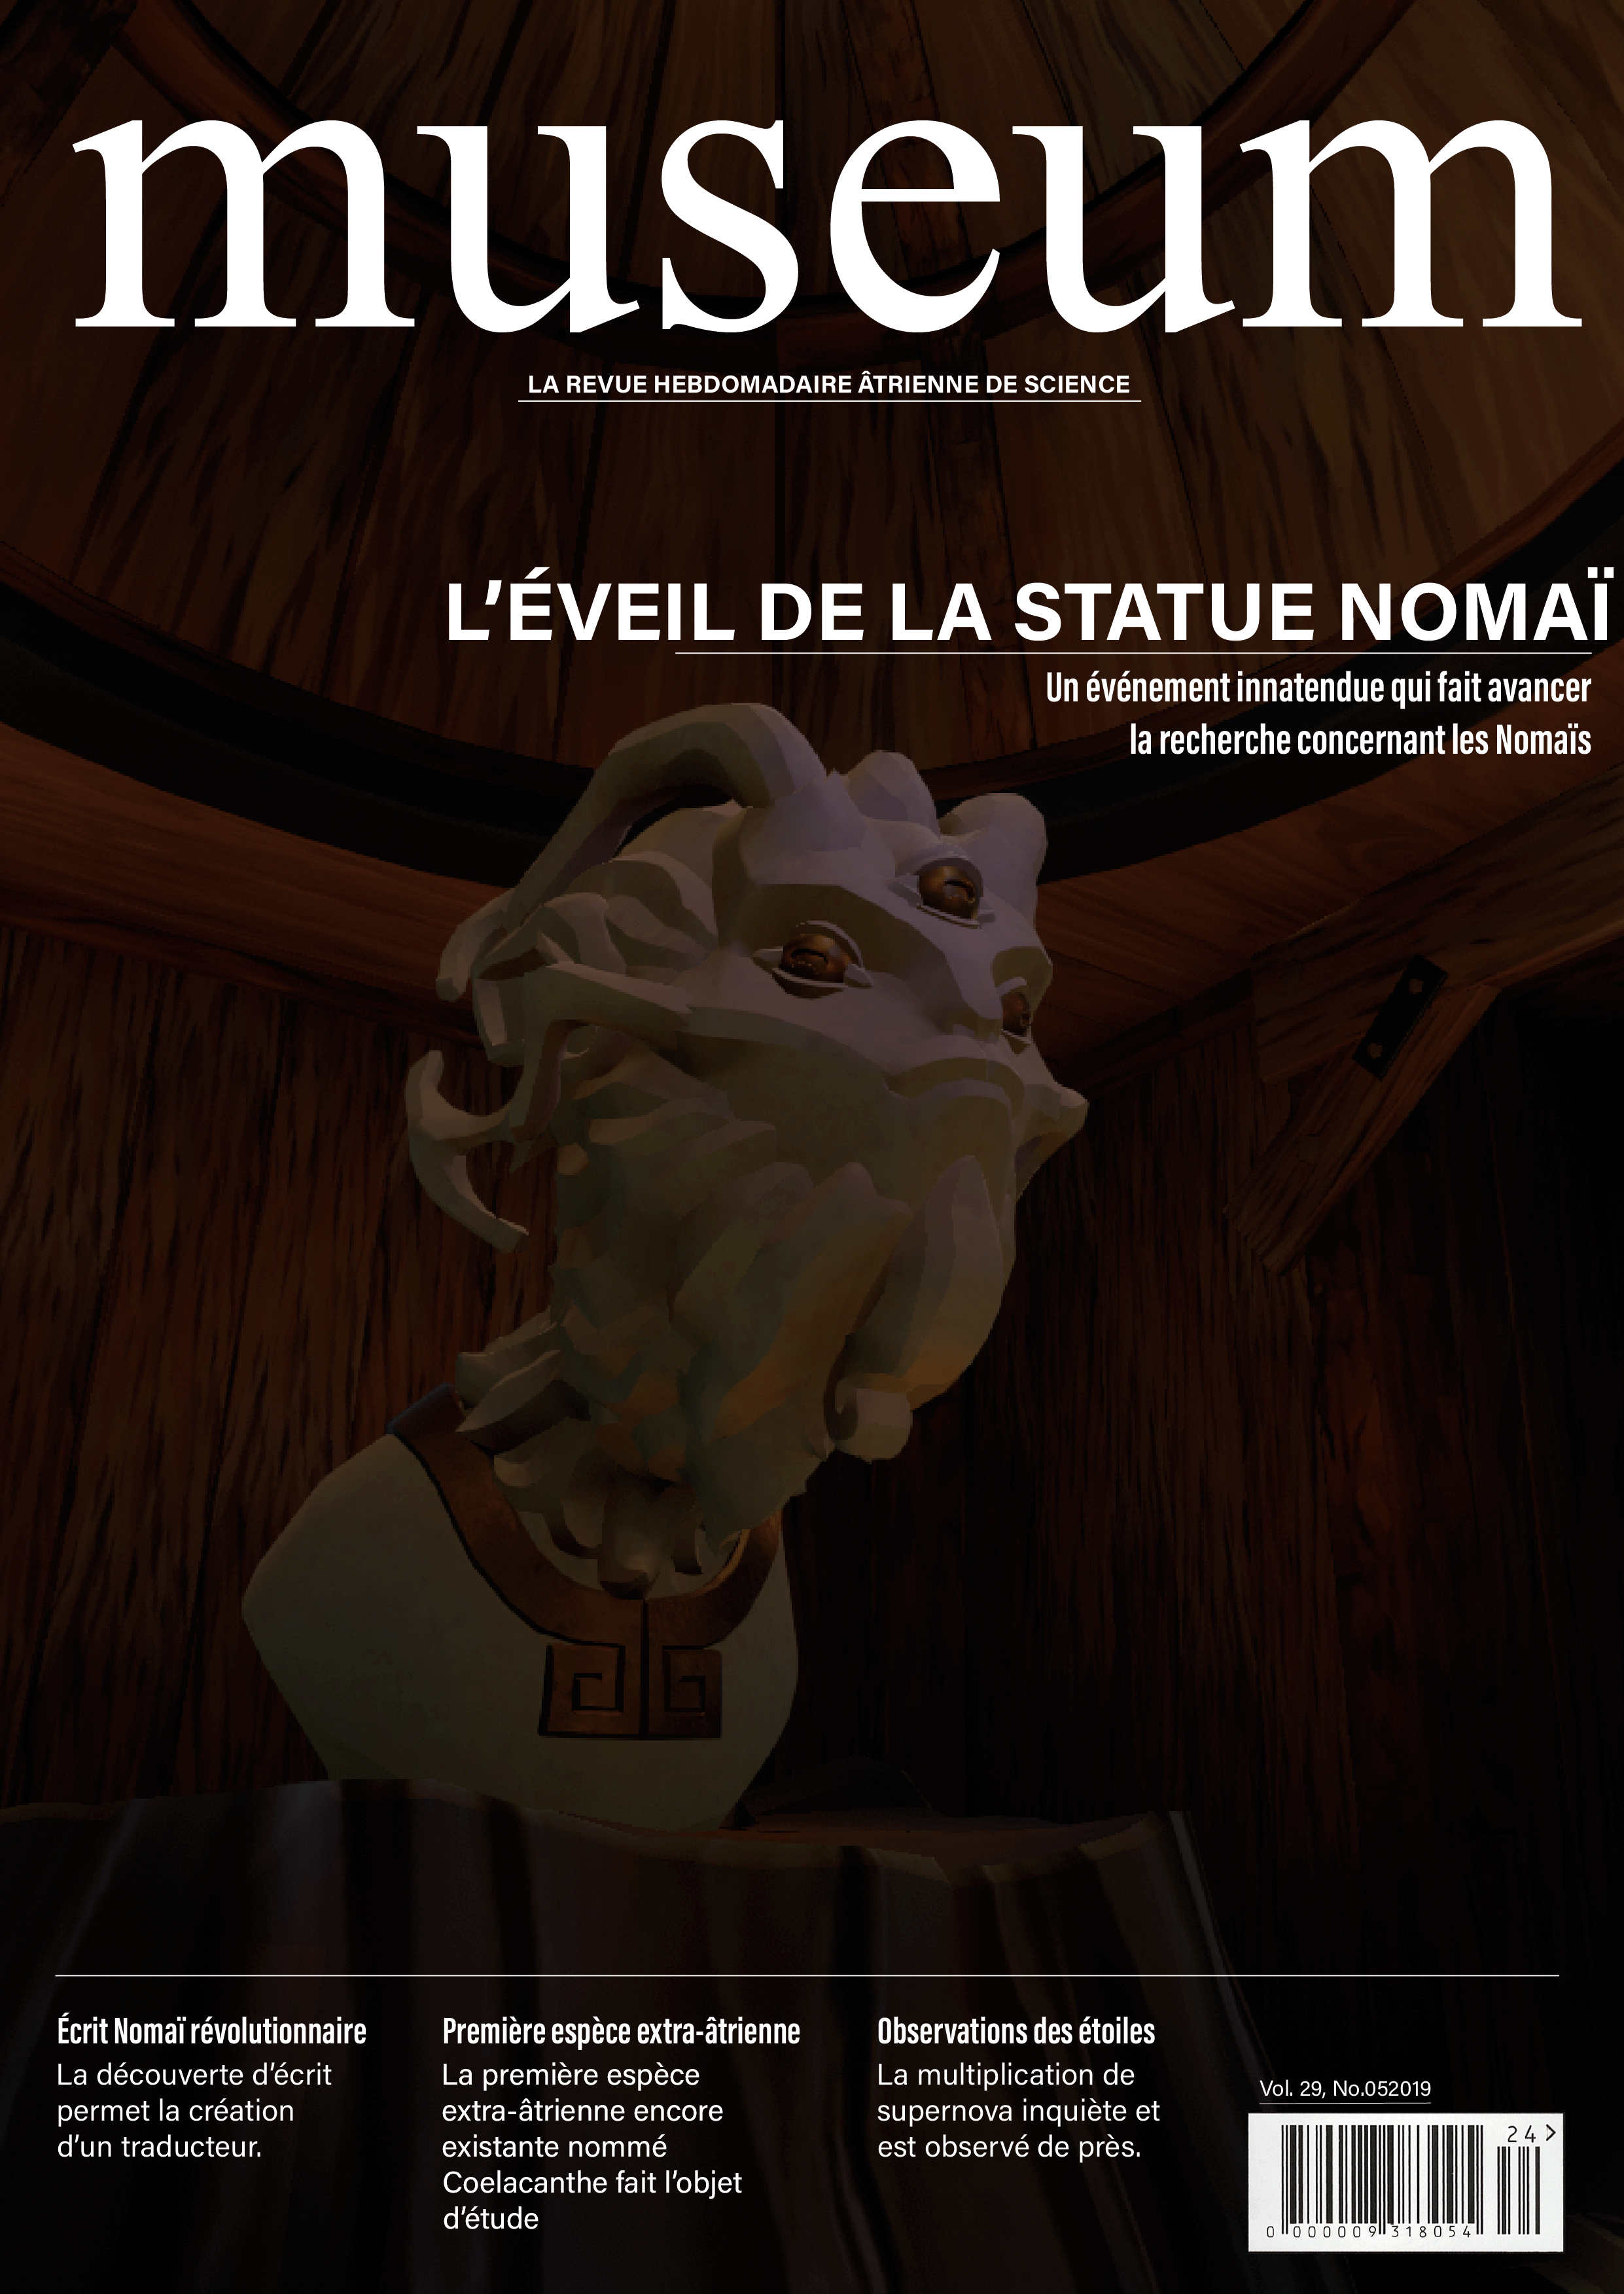 museum
LA REVUE HEBDOMADAIRE ÂTRIENNE DE SCIENCE
L’ÉVEIL DE LA STATUE NOMAÏ
Un événement innatendue qui fait avancer
la recherche concernant les Nomaïs
Écrit Nomaï révolutionnaire
La découverte d’écrit
permet la création
d’un traducteur.
Première espèce extra-âtrienne
La première espèce
extra-âtrienne encore
existante nommé
Coelacanthe fait l’objet
d’étude
Observations des étoiles
La multiplication de
supernova inquiète et
est observé de près.
Vol. 29, No.052019
24>
0 000009 318054